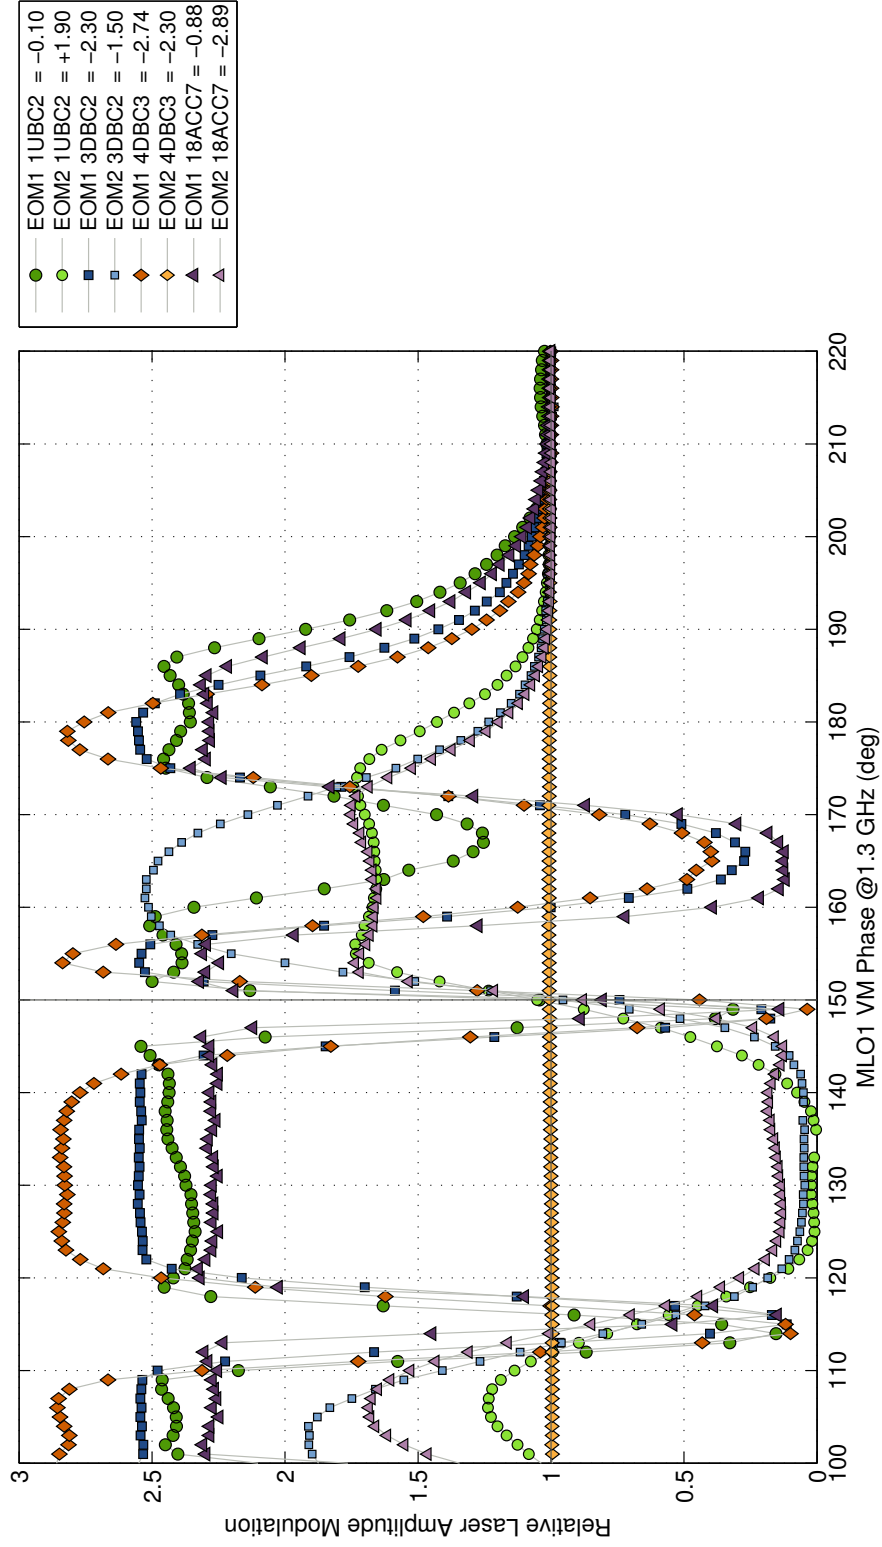 EOM1 1UBC2 = −0.10
EOM2 1UBC2 = +1.90
EOM1 3DBC2 = −2.30
EOM2 3DBC2 = −1.50
EOM1 4DBC3 = −2.74
EOM2 4DBC3 = −2.30
EOM1 18ACC7 = −0.88
EOM2 18ACC7 = −2.89
3
2.5
2
1.5
1
0.5
0
Relative Laser Amplitude Modulation
100
110
120
130
140
150
160
170
180
190
200
210
220
MLO1 VM Phase @1.3 GHz (deg)